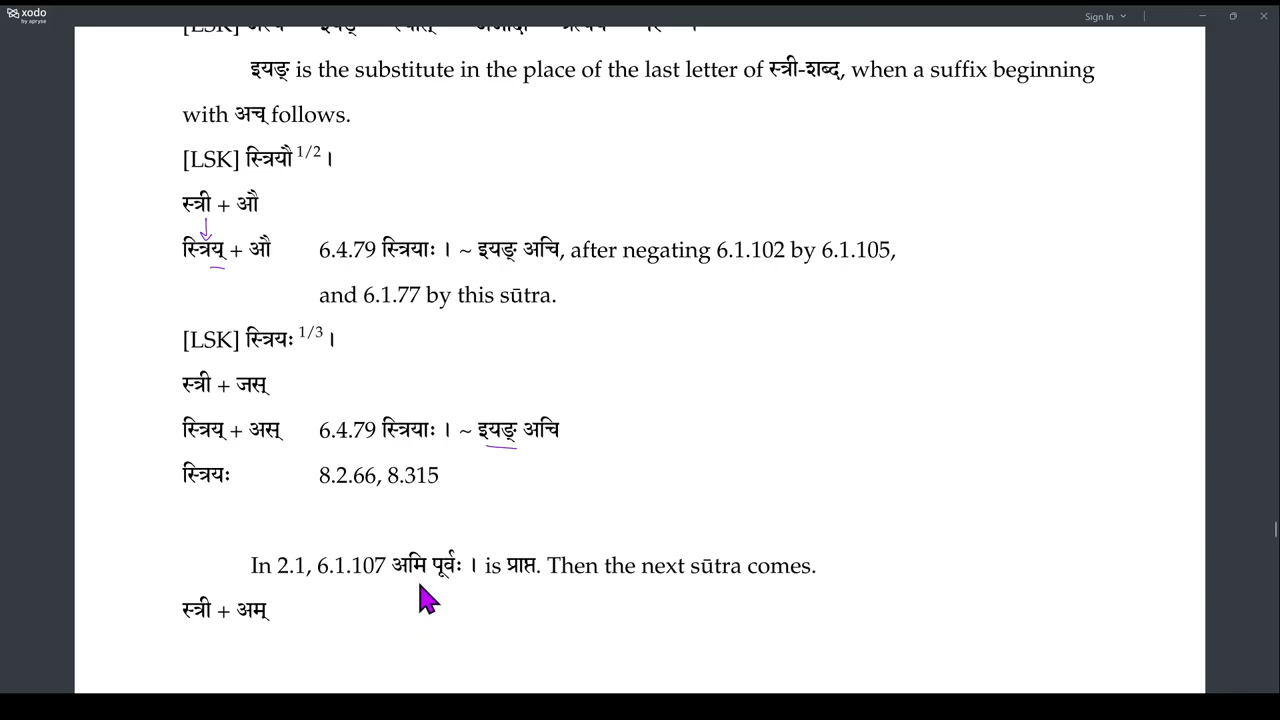 xodo
by apryse
Sign In
[LSK]
इयङ् is the substitute in the place of the last letter of स्त्री-शब्द, when a suffix beginning
with अच् follows.
[LSK] स्त्रियौ 1/2 ।
स्त्री + औ
स्त्रिय् + औ 6.4.79 स्त्रियाः । ~ इयङ् अचि, after negating 6.1.102 by 6.1.105,
and 6.1.77 by this sūtra.
[LSK] स्त्रियः 1/3 ।
स्त्री + जस्
स्त्रिय् + अस् 6.4.79 स्त्रियाः । ~ इयङ् अचि
स्त्रियः 8.2.66, 8.315
In 2.1, 6.1.107 अमि पूर्वः । is प्राप्त. Then the next sūtra comes.
स्त्री + अम्